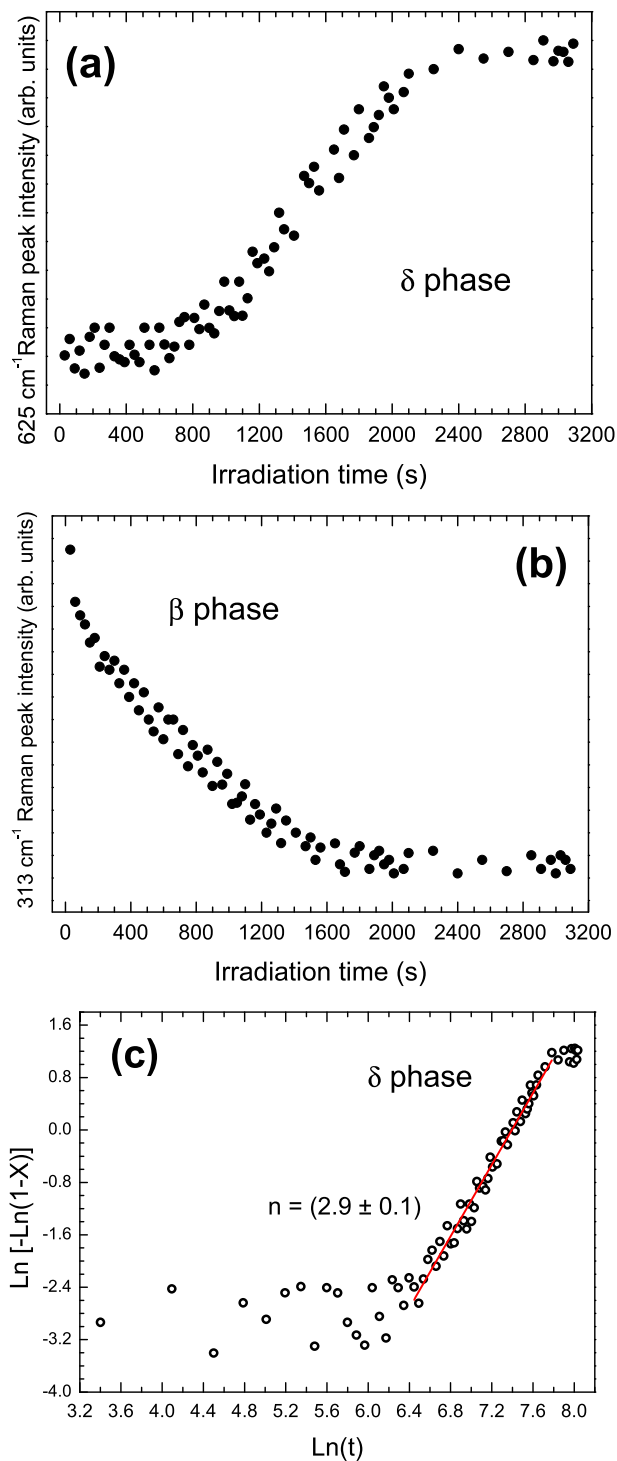 (a)
625 cm⁻¹Raman peak intensity (arb. units)
δ phase
0 400 800 1200 1600 2000 2400 2800 3200
Irradiation time (s)
(b)
313 cm⁻¹ Raman peak intensity (arb. units)
β phase
0 400 800 1200 1600 2000 2400 2800 3200
Irradiation time (s)
(c)
Ln [-Ln(1-X)]
1.6
0.8
0.0
-0.8
-1.6
-2.4
-3.2
-4.0
δ phase
n = (2.9 ± 0.1)
3.2 3.6 4.0 4.4 4.8 5.2 5.6 6.0 6.4 6.8 7.2 7.6 8.0
Ln(t)